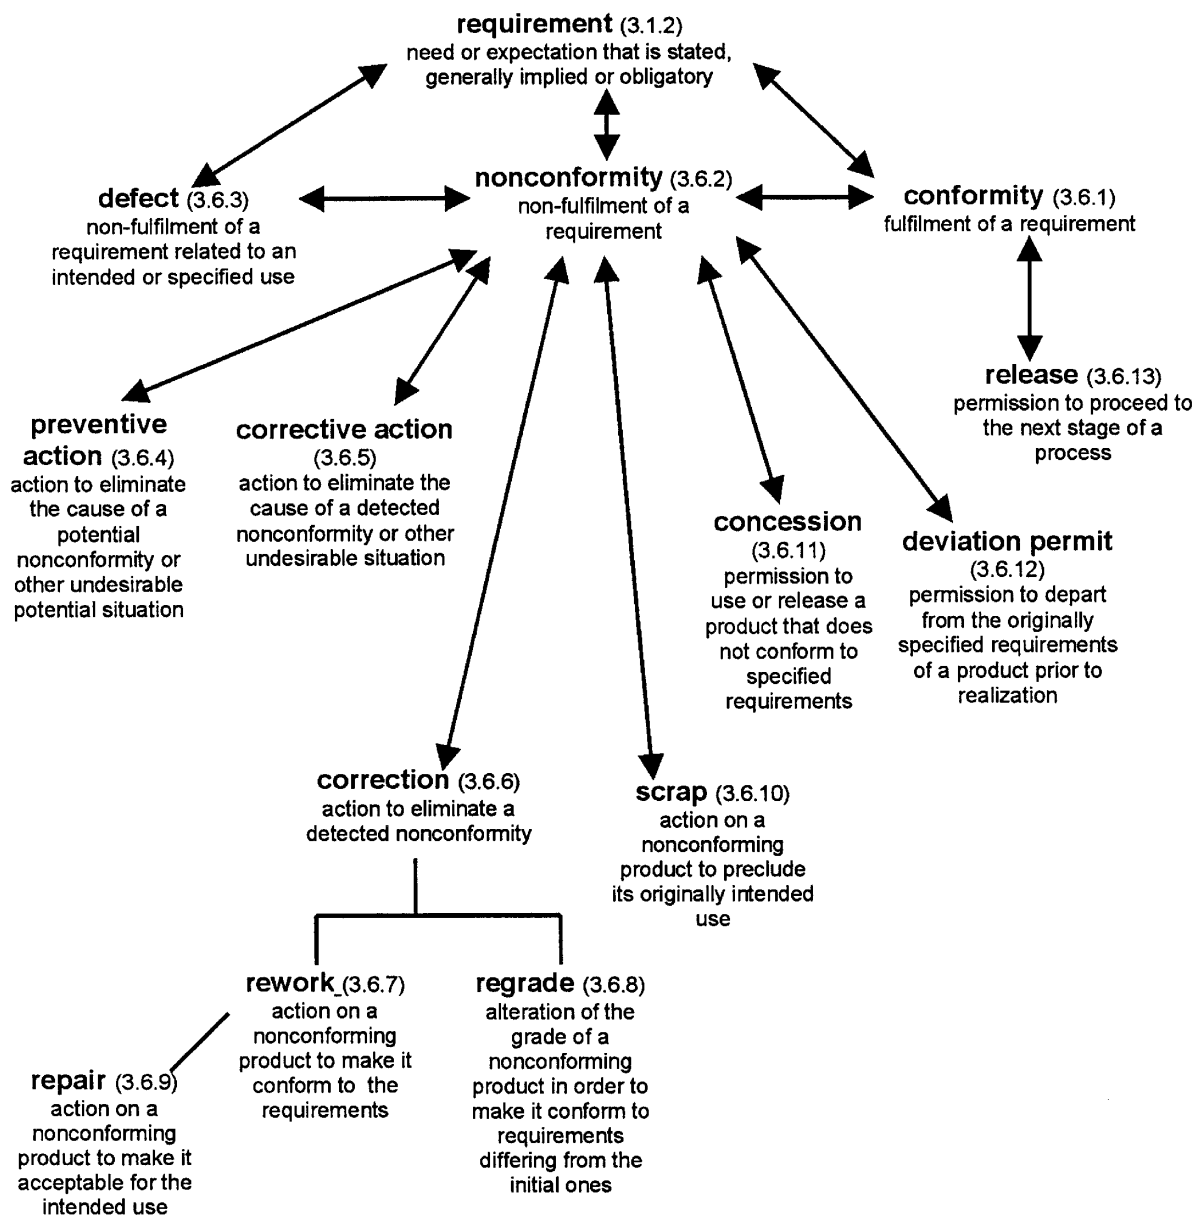 requirement (3.1.2)
need or expectation that is stated,
generally implied or obligatory
defect (3.6.3)
non-fulfilment of a
requirement related to an
intended or specified use
nonconformity (3.6.2)
non-fulfilment of a
requirement
conformity (3.6.1)
fulfilment of a requirement
release (3.6.13)
permission to proceed to
the next stage of a
process
preventive
action (3.6.4)
action to eliminate
the cause of a
potential
nonconformity or
other undesirable
potential situation
corrective action
(3.6.5)
action to eliminate the
cause of a detected
nonconformity or other
undesirable situation
concession
(3.6.11)
permission to
use or release a
product that does
not conform to
specified
requirements
deviation permit
(3.6.12)
permission to depart
from the originally
specified requirements
of a product prior to
realization
correction (3.6.6)
action to eliminate a
detected nonconformity
scrap (3.6.10)
action on a
nonconforming
product to preclude
its originally intended
use
rework (3.6.7)
action on a
nonconforming
product to make it
conform to the
requirements
regrade (3.6.8)
alteration of the
grade of a
nonconforming
product in order to
make it conform to
requirements
differing from the
initial ones
repair (3.6.9)
action on a
nonconforming
product to make it
acceptable for the
intended use